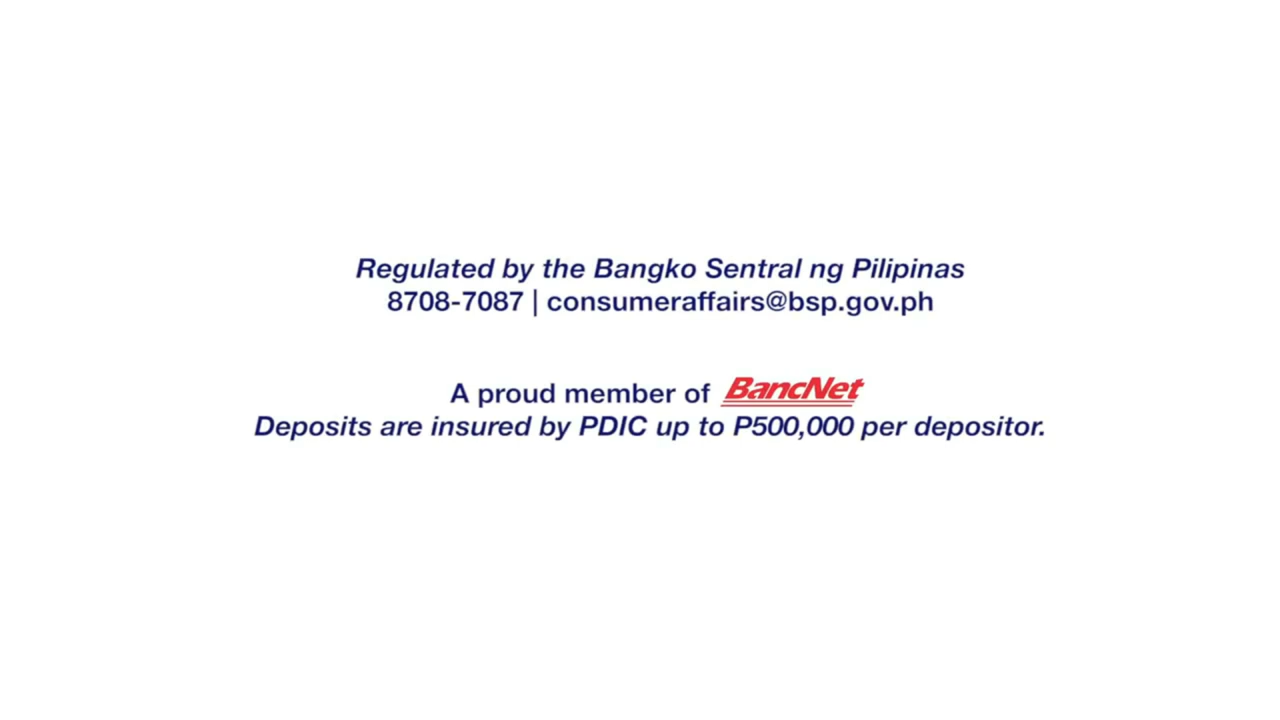 Regulated by the Bangko Sentral ng Pilipinas
8708-7087 | consumeraffairs@bsp.gov.ph
A proud member of BancNet
Deposits are insured by PDIC up to P500,000 per depositor.